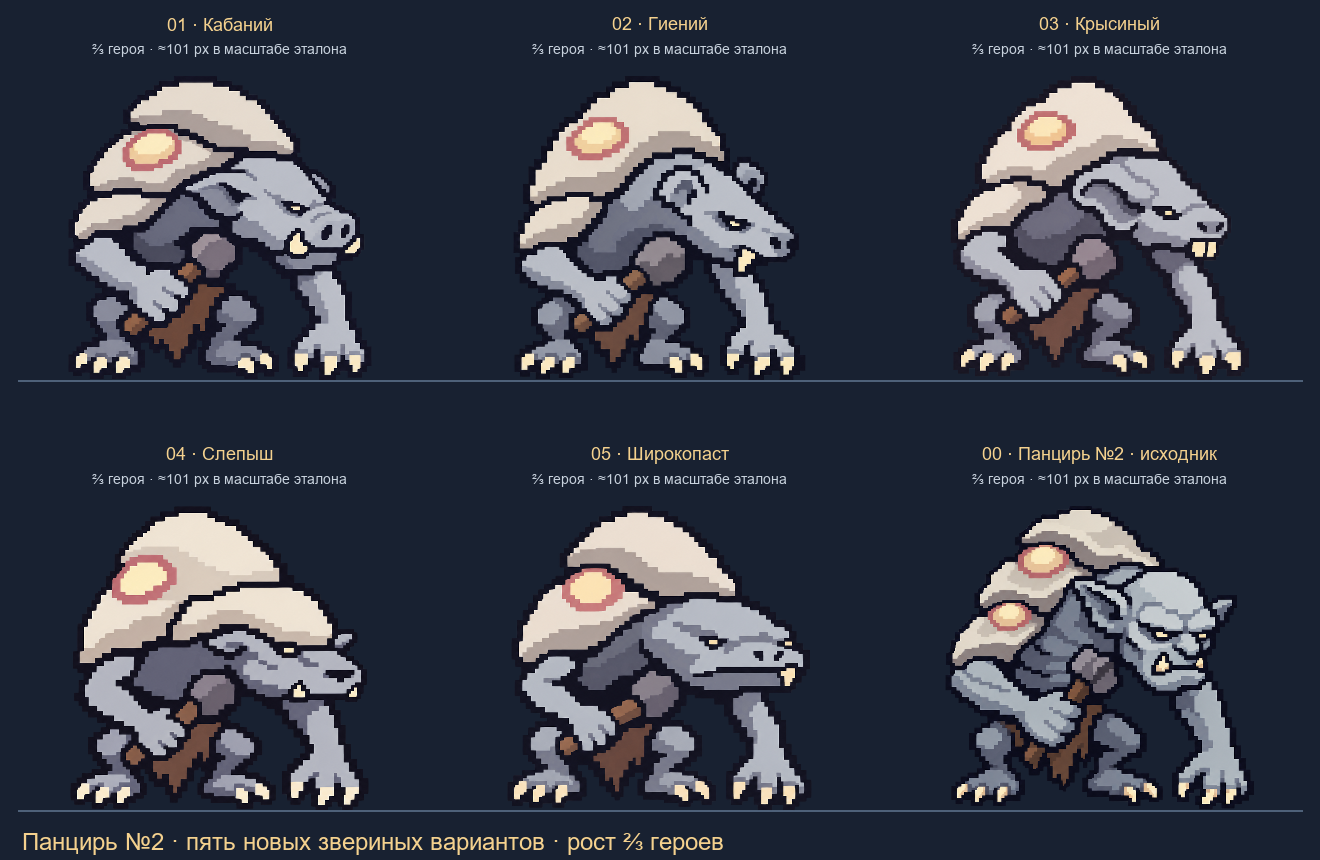 01 · Кабаний
⅔ героя · ≈101 px в масштабе эталона
02 · Гиений
⅔ героя · ≈101 px в масштабе эталона
03 · Крысиный
⅔ героя · ≈101 px в масштабе эталона
04 · Слепыш
⅔ героя · ≈101 px в масштабе эталона
05 · Широкопаст
⅔ героя · ≈101 px в масштабе эталона
00 · Панцирь №2 · исходник
⅔ героя · ≈101 px в масштабе эталона
Панцирь №2 · пять новых звериных вариантов · рост ⅔ героев